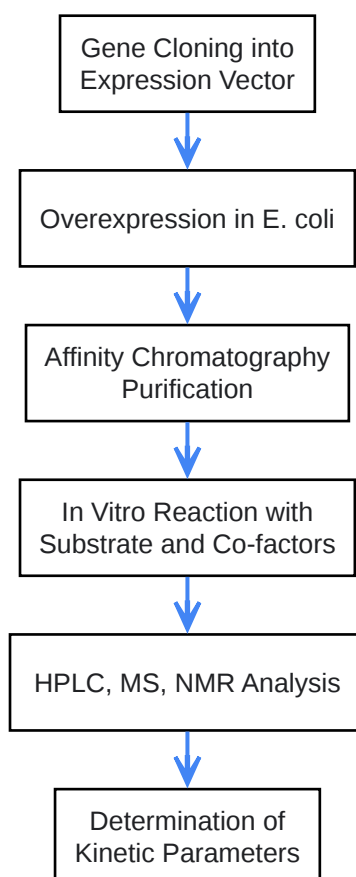 Gene Cloning into
Expression Vector
Overexpression in E. coli
Affinity Chromatography
Purification
In Vitro Reaction with
Substrate and Co-factors
HPLC, MS, NMR Analysis
Determination of
Kinetic Parameters